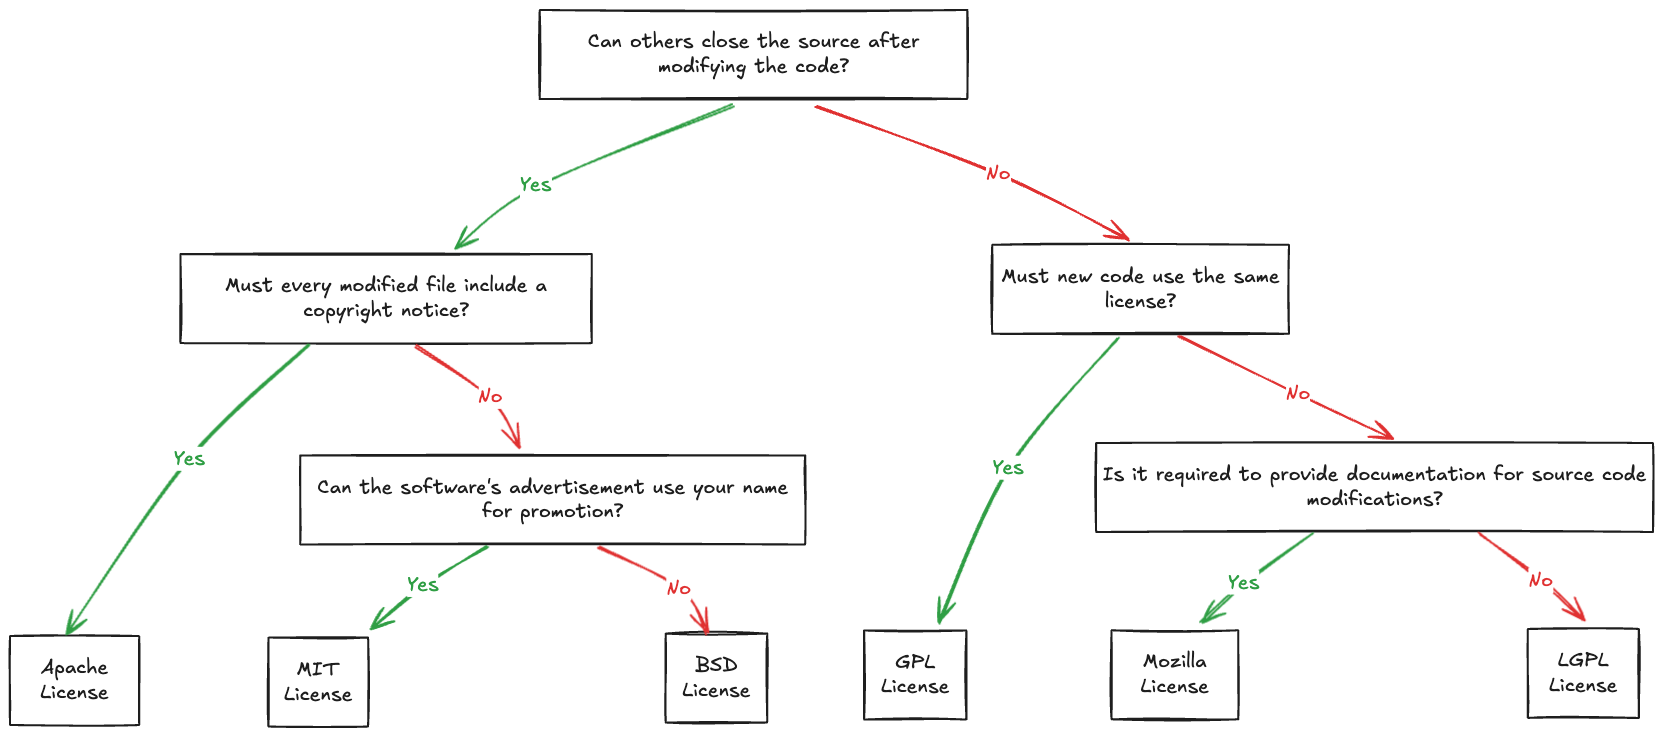 Can others close the source after
modifying the code?
Yes
No
Must every modified file include a
copyright notice?
Must new code use the same
license?
Yes
No
Yes
No
Can the software's advertisement use your name
for promotion?
Is it required to provide documentation for source code
modifications?
Yes
No
Yes
No
Apache
License
MIT
License
BSD
License
GPL
License
Mozilla
License
LGPL
License